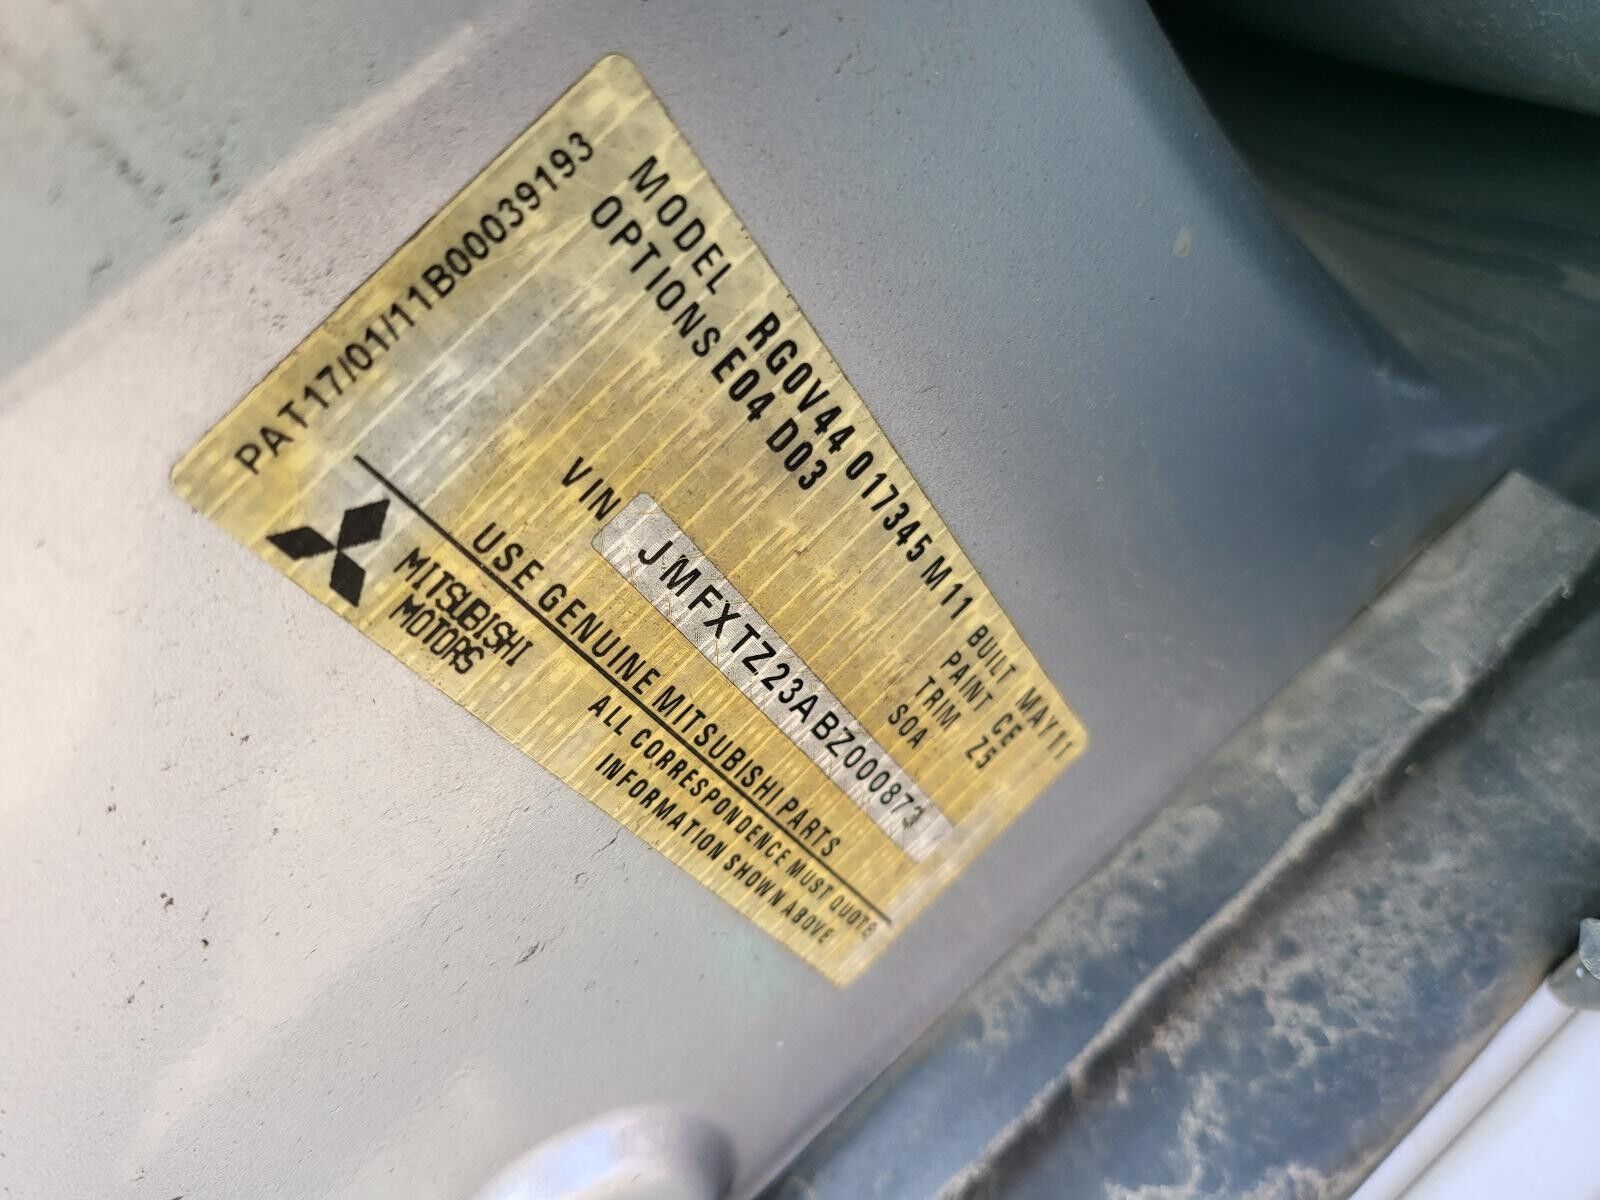 PAT17/01/11B00039193
MODEL RG0V44 017345 M11 BUILT MAY11
OPTIONS E04 D03 PAINT CE
TRIM Z5
SOA
VIN JMFXTZ23ABZ000873
USE GENUINE MITSUBISHI PARTS
MITSUBISHI
MOTORS
ALL CORRESPONDENCE MUST QUOTE
INFORMATION SHOWN ABOVE